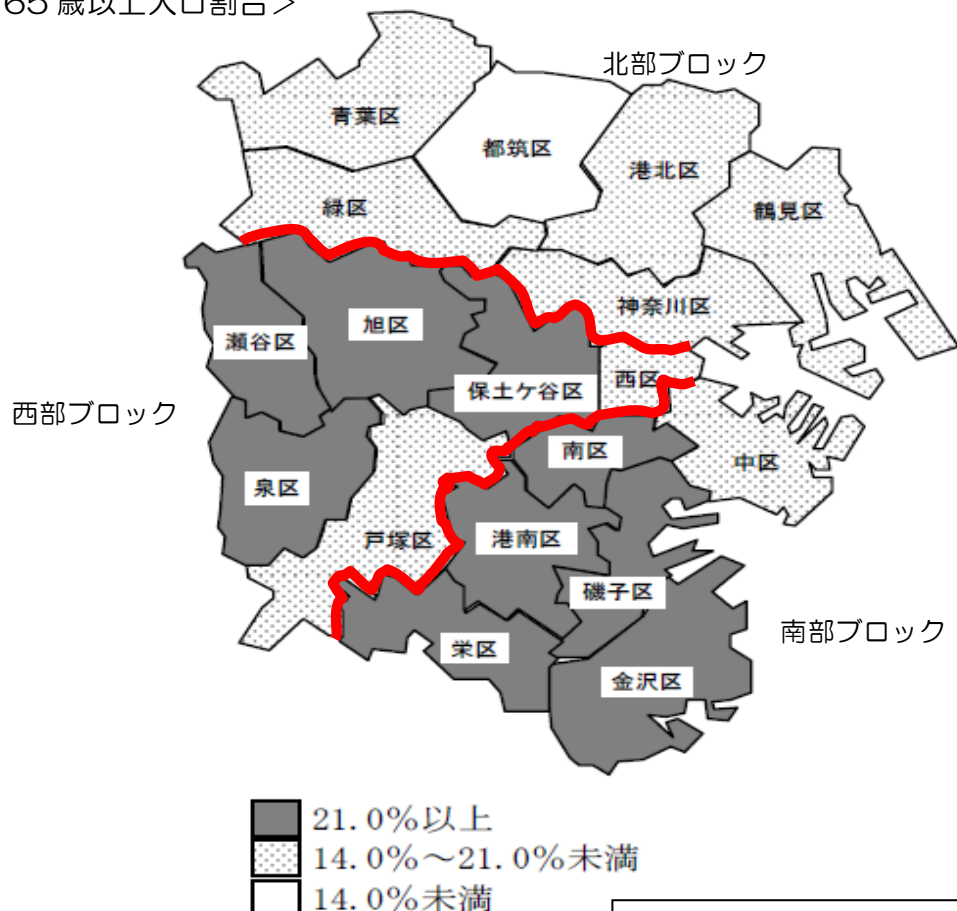 65歳以上人口割合＞
北部ブロック
青葉区
都筑区
港北区
鶴見区
緑区
神奈川区
旭区
瀬谷区
西区
保土ケ谷区
西部ブロック
南区
中区
泉区
戸塚区
港南区
磯子区
南部ブロック
栄区
金沢区
21.0%以上
14.0%～21.0%未満
14.0%未満